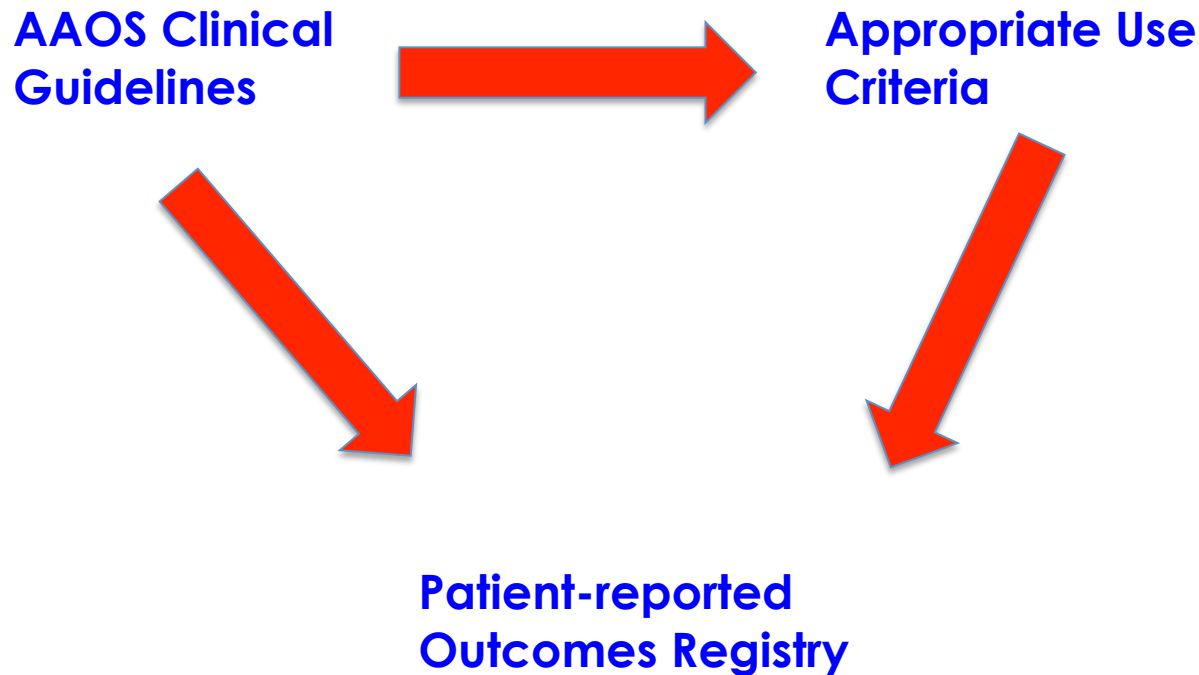 AAOS Clinical
Guidelines
Appropriate Use
Criteria
Patient-reported
Outcomes Registry